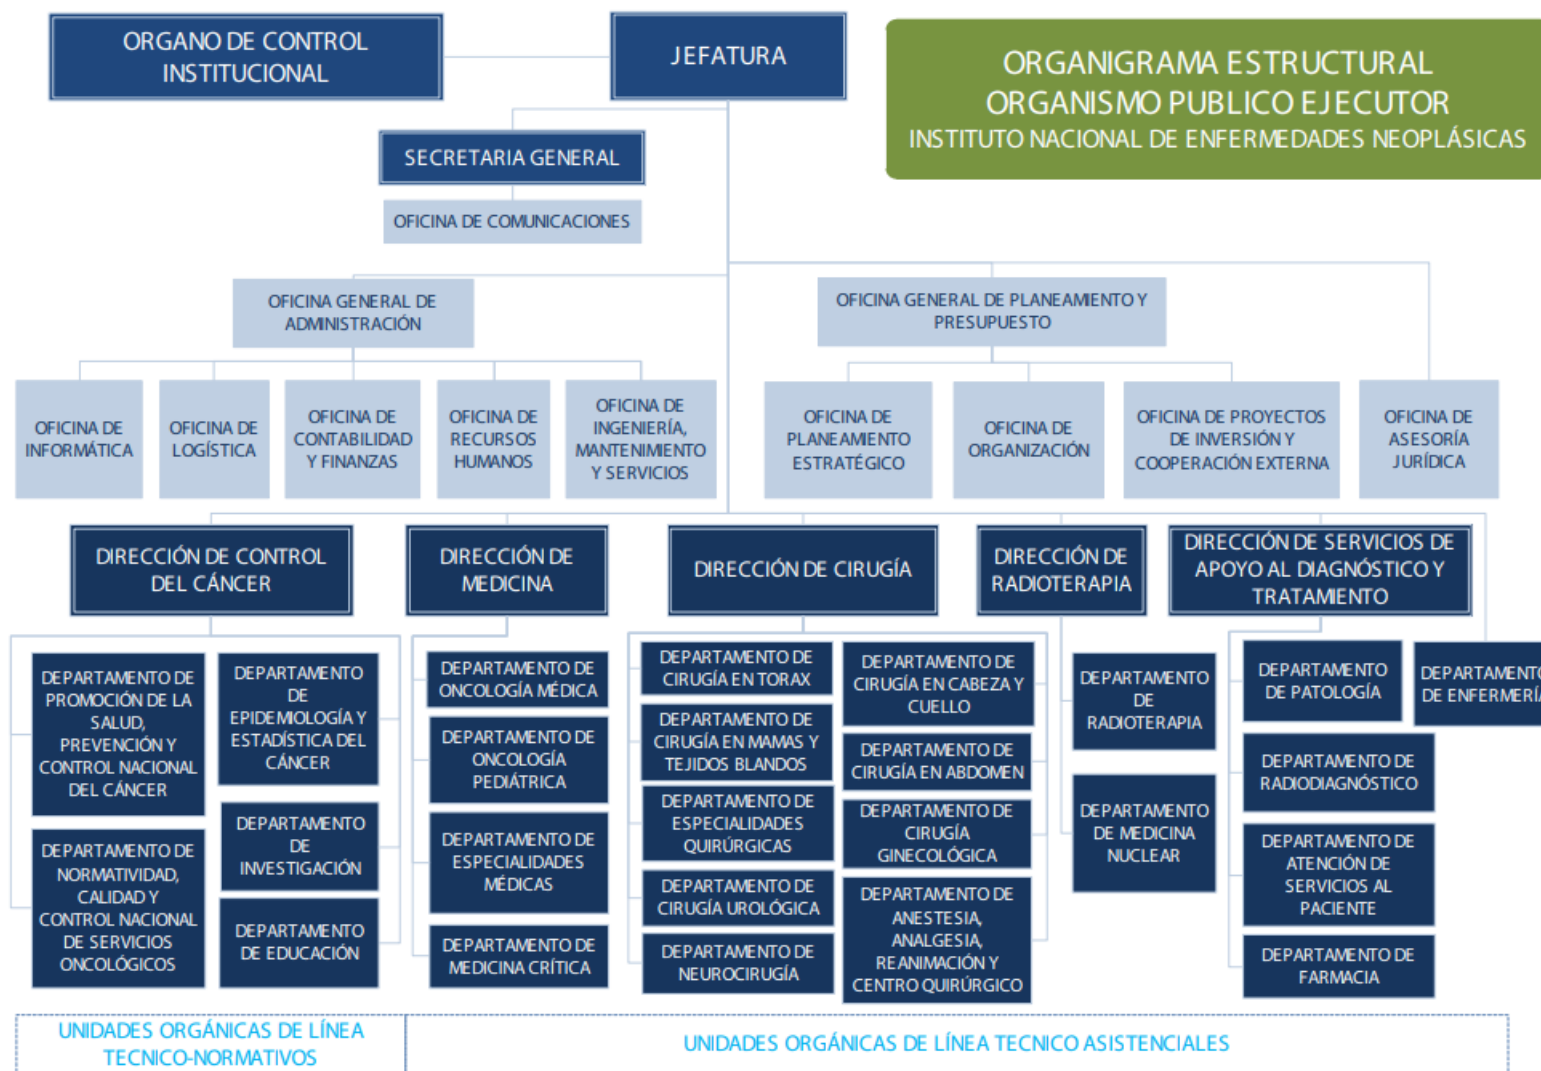 ORGANO DE CONTROL
INSTITUCIONAL
JEFATURA
ORGANIGRAMA ESTRUCTURAL
ORGANISMO PUBLICO EJECUTOR
INSTITUTO NACIONAL DE ENFERMEDADES NEOPLÁSICAS
SECRETARIA GENERAL
OFICINA DE COMUNICACIONES
OFICINA GENERAL DE
ADMINISTRACIÓN
OFICINA GENERAL DE PLANEAMIENTO Y
PRESUPUESTO
OFICINA DE
INFORMÁTICA
OFICINA DE
LOGÍSTICA
OFICINA DE
CONTABILIDAD
Y FINANZAS
OFICINA DE
RECURSOS
HUMANOS
OFICINA DE
INGENIERÍA,
MANTENIMIENTO
Y SERVICIOS
OFICINA DE
PLANEAMIENTO
ESTRATÉGICO
OFICINA DE
ORGANIZACIÓN
OFICINA DE PROYECTOS
DE INVERSIÓN Y
COOPERACIÓN EXTERNA
OFICINA DE
ASESORÍA
JURÍDICA
DIRECCIÓN DE CONTROL
DEL CÁNCER
DIRECCIÓN DE
MEDICINA
DIRECCIÓN DE CIRUGÍA
DIRECCIÓN DE
RADIOTERAPIA
DIRECCIÓN DE SERVICIOS DE
APOYO AL DIAGNÓSTICO Y
TRATAMIENTO
DEPARTAMENTO DE
PROMOCIÓN DE LA
SALUD,
PREVENCIÓN Y
CONTROL NACIONAL
DEL CÁNCER
DEPARTAMENTO DE
NORMATIVIDAD,
CALIDAD Y
CONTROL NACIONAL
DE SERVICIOS
ONCOLÓGICOS
DEPARTAMENTO
DE
EPIDEMIOLOGÍA Y
ESTADÍSTICA DEL
CÁNCER
DEPARTAMENTO
DE
INVESTIGACIÓN
DEPARTAMENTO
DE EDUCACIÓN
DEPARTAMENTO DE
ONCOLOGÍA MÉDICA
DEPARTAMENTO DE
ONCOLOGÍA
PEDIÁTRICA
DEPARTAMENTO DE
ESPECIALIDADES
MÉDICAS
DEPARTAMENTO DE
MEDICINA CRÍTICA
DEPARTAMENTO DE
CIRUGÍA EN TORAX
DEPARTAMENTO DE
CIRUGÍA EN MAMAS Y
TEJIDOS BLANDOS
DEPARTAMENTO DE
ESPECIALIDADES
QUIRÚRGICAS
DEPARTAMENTO DE
CIRUGÍA UROLÓGICA
DEPARTAMENTO DE
NEUROCIRUGÍA
DEPARTAMENTO DE
CIRUGÍA EN CABEZA Y
CUELLO
DEPARTAMENTO DE
CIRUGÍA EN ABDOMEN
DEPARTAMENTO DE
CIRUGÍA
GINECOLÓGICA
DEPARTAMENTO DE
ANESTESIA,
ANALGESIA,
REANIMACIÓN Y
CENTRO QUIRÚRGICO
DEPARTAMENTO
DE
RADIOTERAPIA
DEPARTAMENTO
DE MEDICINA
NUCLEAR
DEPARTAMENTO
DE PATOLOGÍA
DEPARTAMENTO DE
RADIODIAGNÓSTICO
DEPARTAMENTO DE
ATENCIÓN DE
SERVICIOS AL
PACIENTE
DEPARTAMENTO DE
FARMACIA
DEPARTAMENTO
DE ENFERMERÍA
UNIDADES ORGÁNICAS DE LÍNEA
TECNICO-NORMATIVOS
UNIDADES ORGÁNICAS DE LÍNEA TECNICO ASISTENCIALES